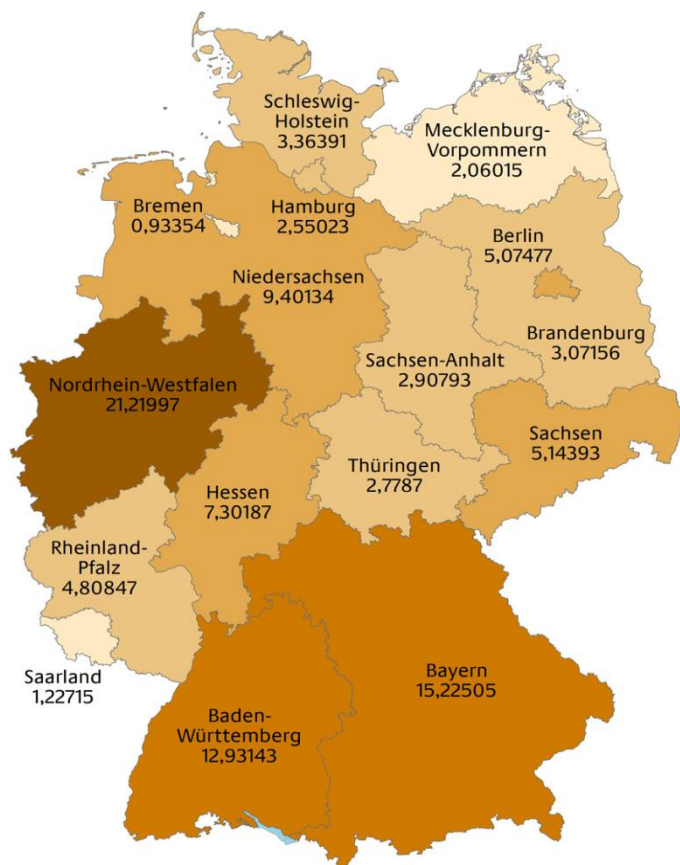 Schleswig-
Holstein
3,36391
Mecklenburg-
Vorpommern
2,06015
Bremen
0,93354
Hamburg
2,55023
Berlin
5,07477
Niedersachsen
9,40134
Brandenburg
3,07156
Sachsen-Anhalt
2,90793
Nordrhein-Westfalen
21,21997
Sachsen
5,14393
Thüringen
2,7787
Hessen
7,30187
Rheinland-
Pfalz
4,80847
Saarland
1,22715
Bayern
15,22505
Baden-
Württemberg
12,93143